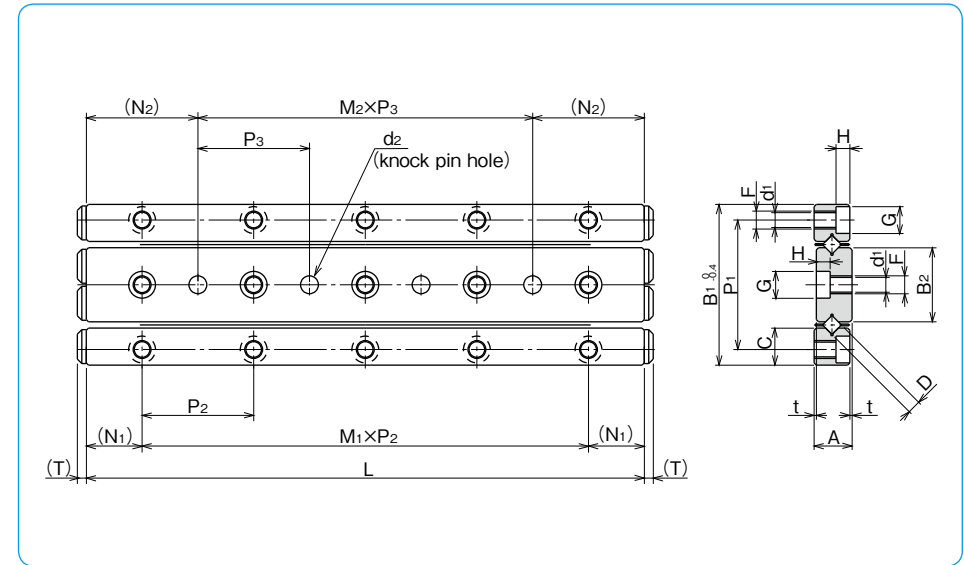 (N2) M2×P3 (N2)
P3 d2
(knock pin hole)
H
F d1 G
H d1 F
G B2
B1 0 -0.4 P1
C
D
P2
t t
(N1) M1×P2 (N1)
A
(T) L (T)